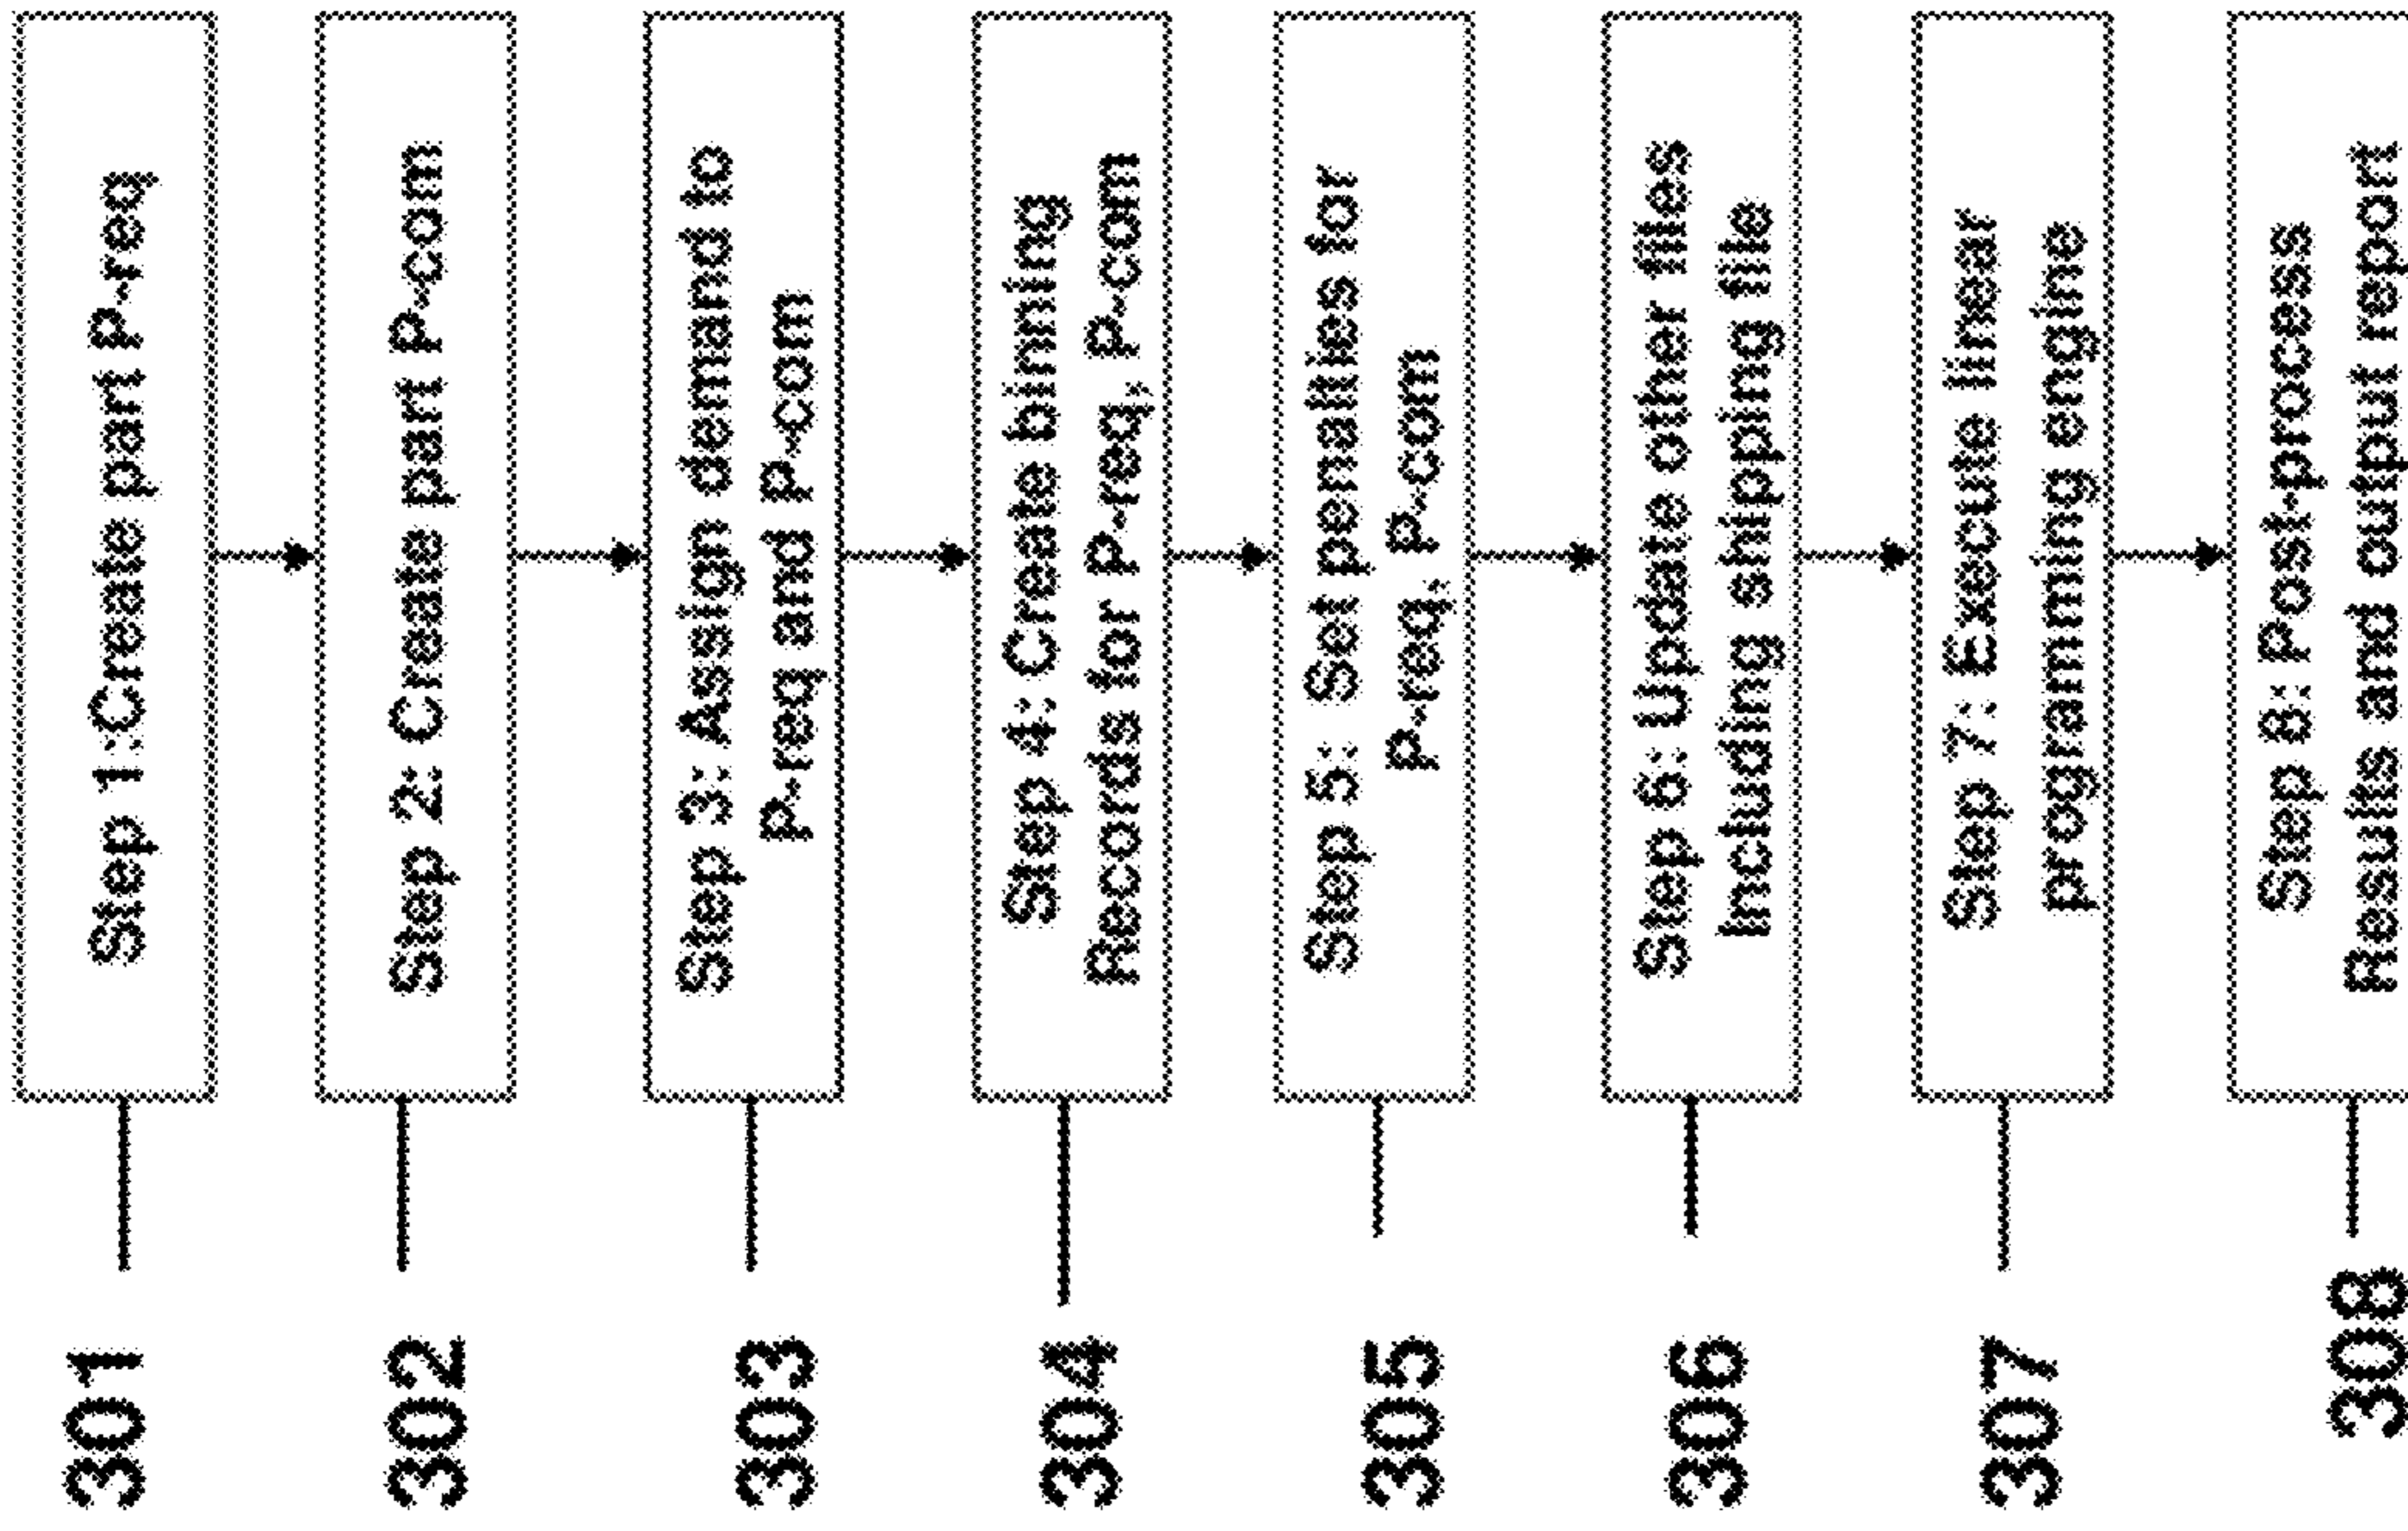 301
Step 1:Create part P-req
302
Step 2: Create part P-com
303
Step 3: Assign demand to
P-req and P-com
304
Step 4: Create binning
Records for P-req, P-com
305
Step 5: Set penalties for
P-req, P-com
306
Step 6: Update other files
Including shipping file
307
Step 7: Execute linear
programming engine
308
Step 8: Post-process
Results and output report